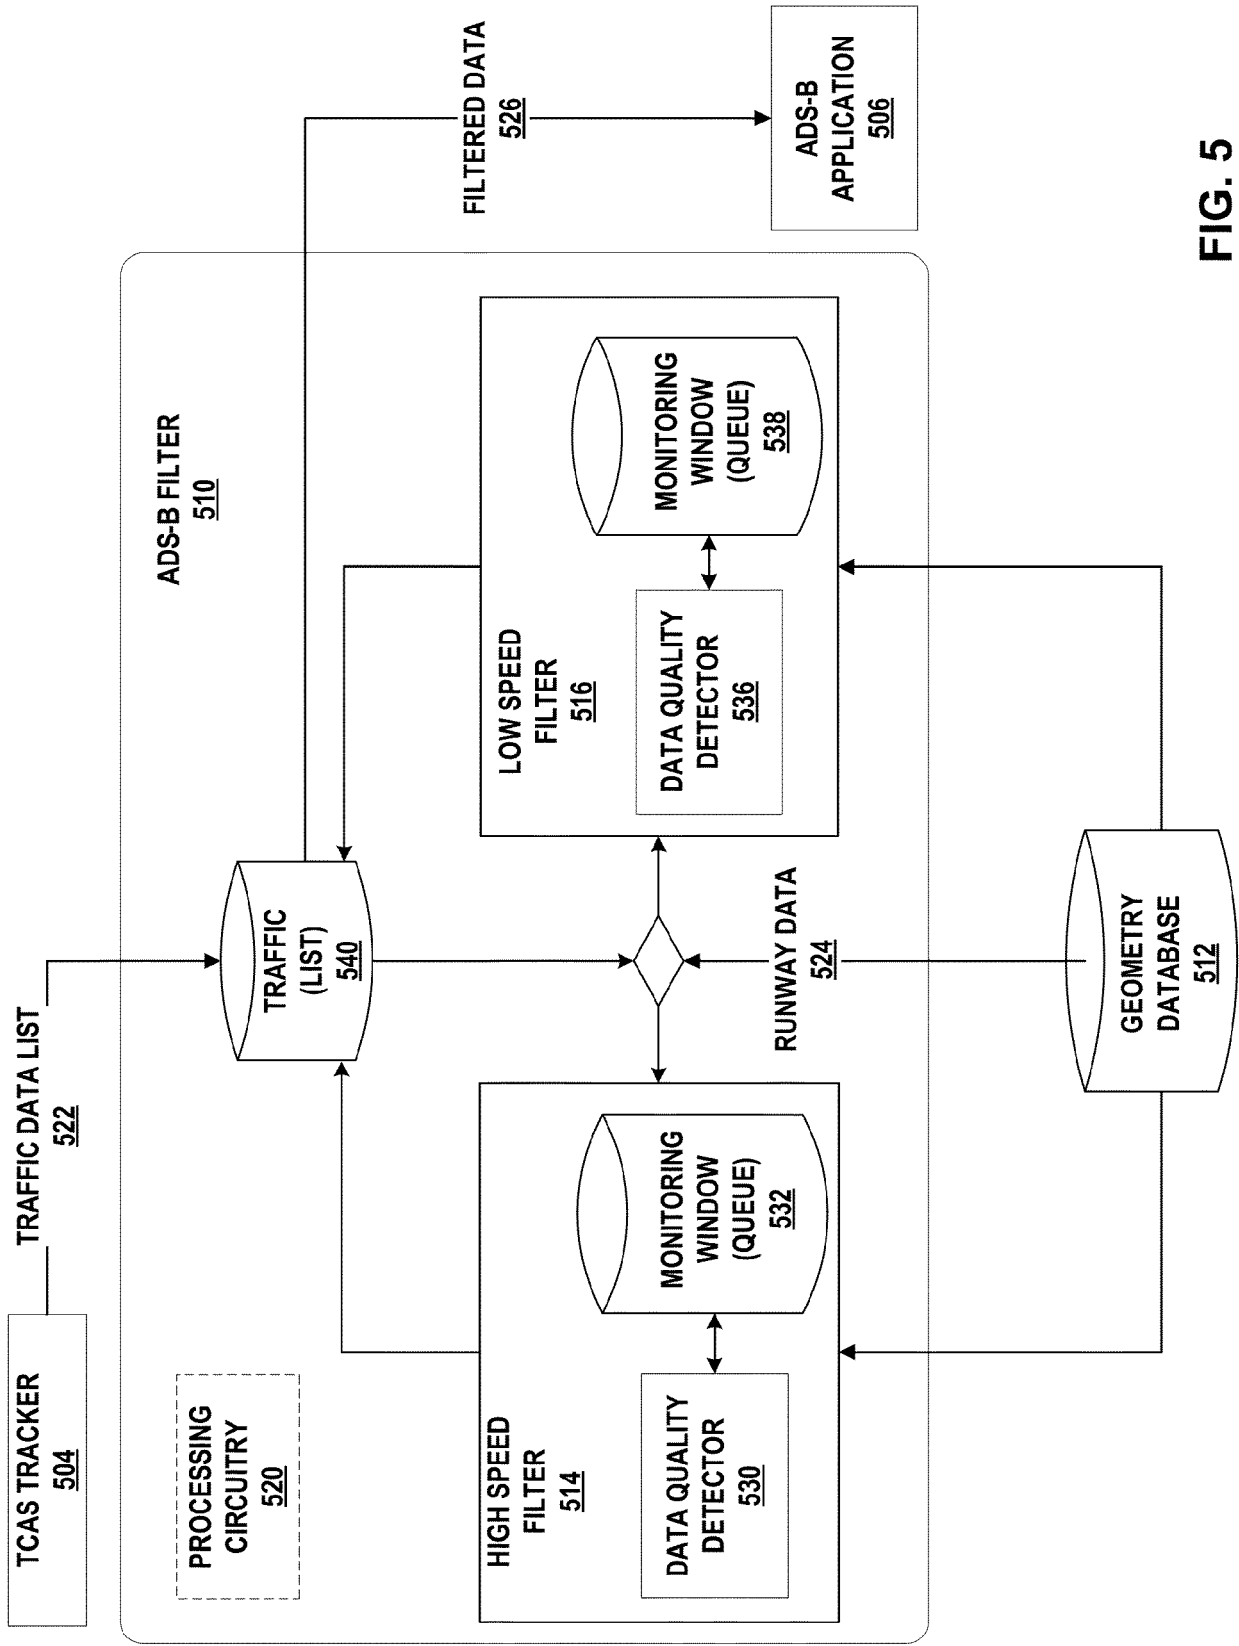 TCAS TRACKER
504
TRAFFIC DATA LIST
522
PROCESSING
CIRCUITRY
520
ADS-B FILTER
510
TRAFFIC
(LIST)
540
FILTERED DATA
526
HIGH SPEED
FILTER
514
DATA QUALITY
DETECTOR
530
MONITORING
WINDOW
(QUEUE)
532
LOW SPEED
FILTER
516
DATA QUALITY
DETECTOR
536
MONITORING
WINDOW
(QUEUE)
538
RUNWAY DATA
524
ADS-B
APPLICATION
506
GEOMETRY
DATABASE
512
FIG. 5